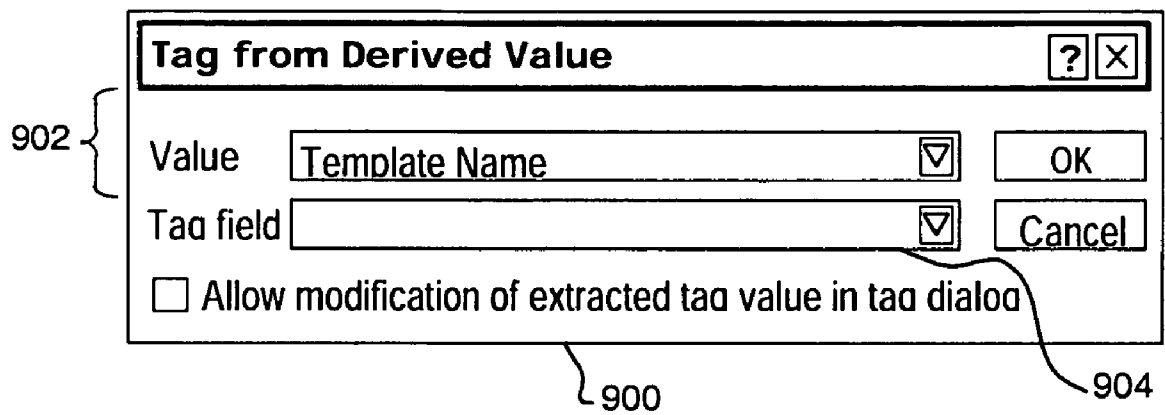 Tag from Derived Value ? X
902
Value Template Name OK
Tag field Cancel
Allow modification of extracted tag value in tag dialog
900
904